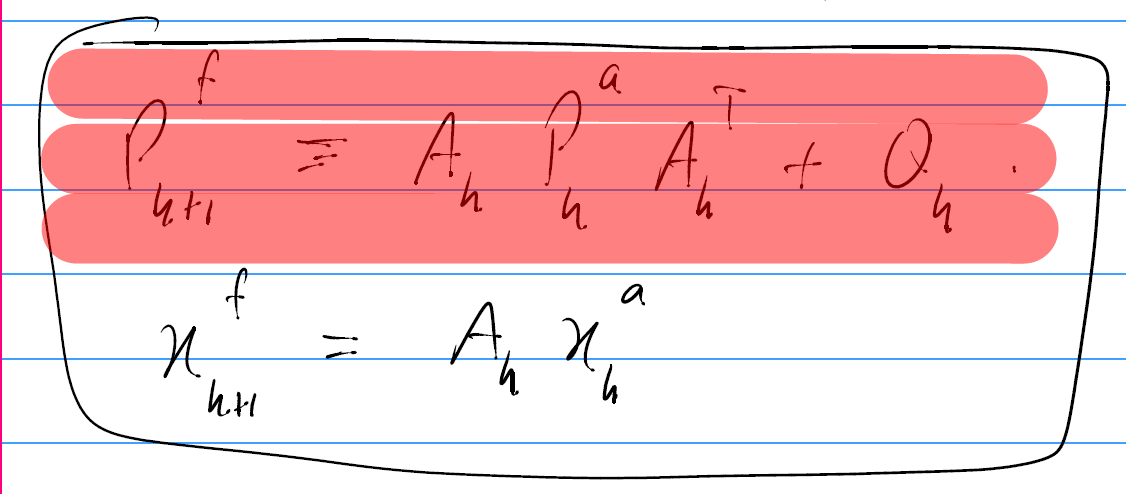 P^f_{k+1} ≡ A_k P^a_k A_k^T + Q_k .
x^f_{k+1} = A_k x^a_k